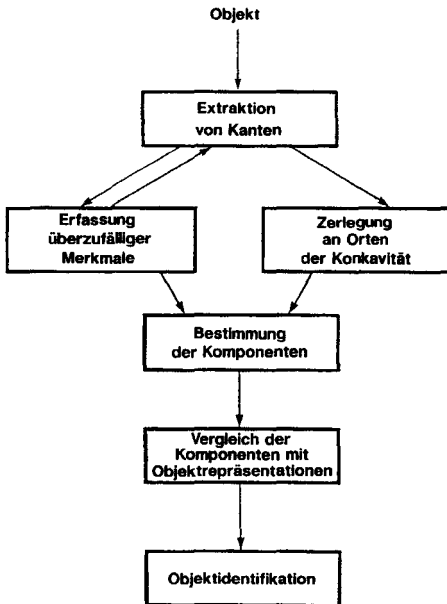 Objekt
Extraktion
von Kanten
Erfassung
überzufälliger
Merkmale
Zerlegung
an Orten
der Konkavität
Bestimmung
der Komponenten
Vergleich der
Komponenten mit
Objektrepräsentationen
Objektidentifikation